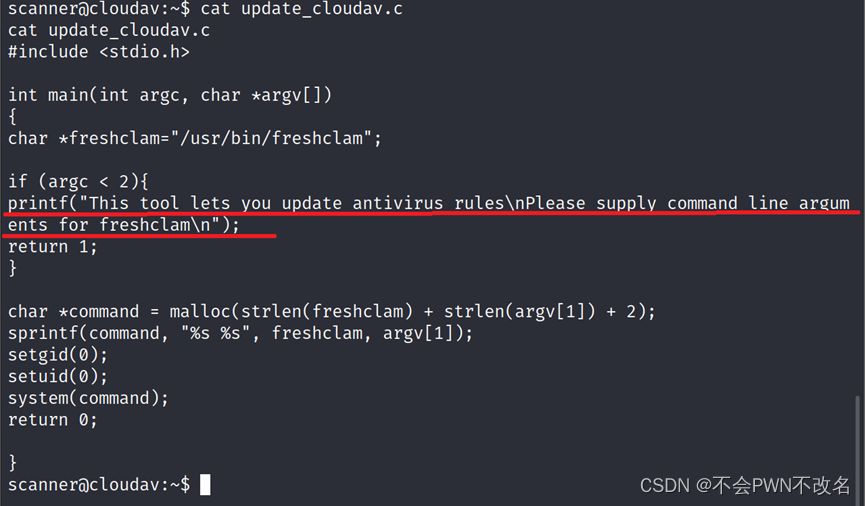 scanner@cloudav:~$ cat update_cloudav.c
cat update_cloudav.c
#include <stdio.h>
int main(int argc, char *argv[])
{
char *freshclam="/usr/bin/freshclam";
if (argc < 2){
printf("This tool lets you update antivirus rules\nPlease supply command line argum
ents for freshclam\n");
return 1;
}
char *command = malloc(strlen(freshclam) + strlen(argv[1]) + 2);
sprintf(command, "%s %s", freshclam, argv[1]);
setgid(0);
setuid(0);
system(command);
return 0;
}
scanner@cloudav:~$
CSDN @不会PWN不改名